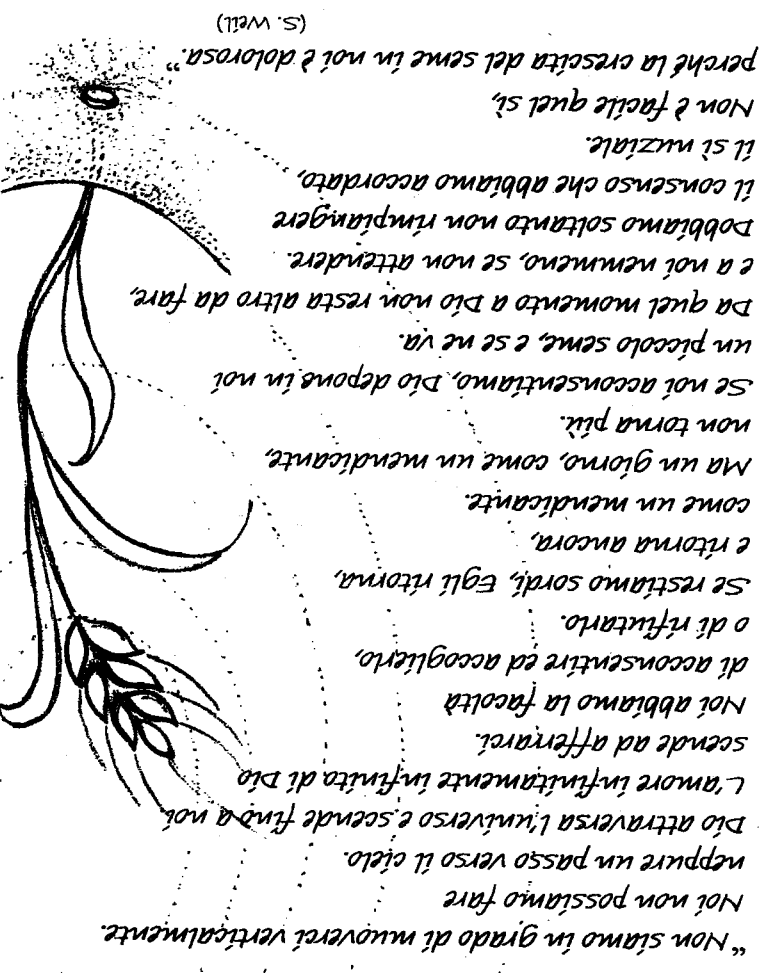 “Non siamo in grado di muoverci verticalmente.
Noi non possiamo fare
neppure un passo verso il cielo.
Dio attraversa l'universo e scende fino a noi
L'amore infinitamente infinito di Dio
scende ad afferrarci.
Noi abbiamo la facoltà
di acconsentire ed accoglierlo,
o di rifiutarlo.
Se restiamo sordi, Egli ritorna,
e ritorna ancora,
come un mendicante.
Ma un giorno, come un mendicante,
non torna più.
Se noi acconsentiamo, Dio depone in noi
un piccolo seme, e se ne va.
Da quel momento a Dio non resta altro da fare,
e a noi nemmeno, se non attendere.
Dobbiamo soltanto non rimpiangere
il consenso che abbiamo accordato,
il sì nuziale.
Non è facile quel sì,
perché la crescita del seme in noi è dolorosa.”
(S. Weil)